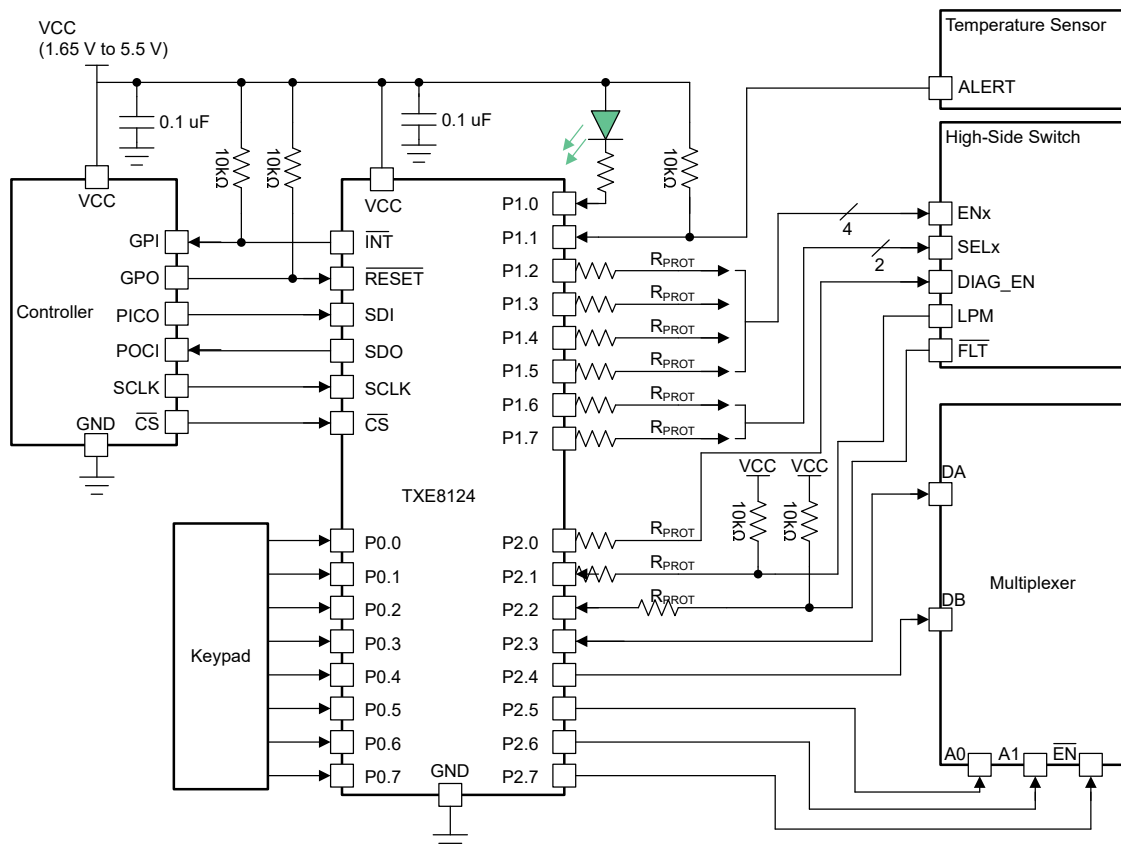 VCC
(1.65 V to 5.5 V)
0.1 uF
10kΩ
10kΩ
0.1 uF
10kΩ
Temperature Sensor
ALERT
High-Side Switch
ENx
SELx
DIAG_EN
LPM
FLT
4
2
VCC
GPI
GPO
Controller
PICO
POCI
SCLK
CS
GND
VCC
INT
RESET
SDI
SDO
SCLK
CS
TXE8124
P1.0
P1.1
P1.2
RPROT
P1.3
RPROT
P1.4
RPROT
P1.5
RPROT
P1.6
RPROT
P1.7
RPROT
VCC
VCC
10kΩ
10kΩ
P2.0
RPROT
P2.1
RPROT
P2.2
RPROT
P2.3
P2.4
P2.5
P2.6
P2.7
Keypad
P0.0
P0.1
P0.2
P0.3
P0.4
P0.5
P0.6
P0.7
GND
DA
DB
Multiplexer
A0
A1
EN